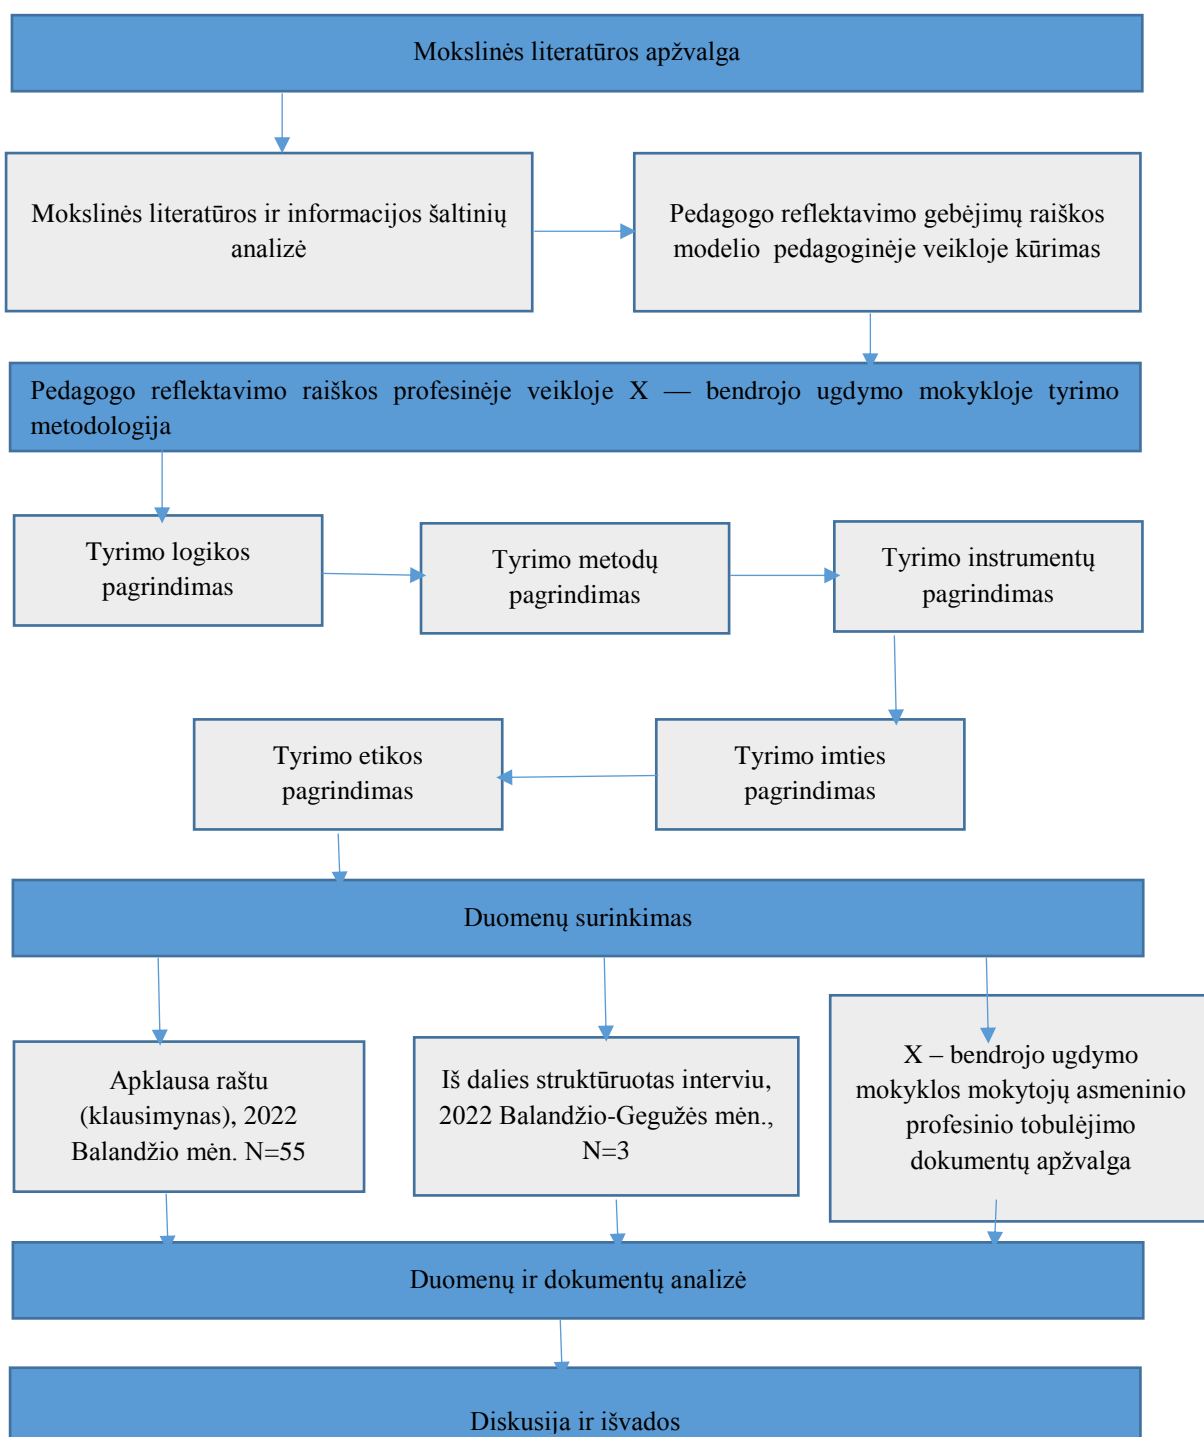 Mokslinės literatūros apžvalga
Mokslinės literatūros ir informacijos šaltinių
analizė
Pedagogo reflektavimo gebėjimų raiškos
modelio pedagoginėje veikloje kūrimas
Pedagogo reflektavimo raiškos profesinėje veikloje X — bendrojo ugdymo mokykloje tyrimo
metodologija
Tyrimo logikos
pagrindimas
Tyrimo metodų
pagrindimas
Tyrimo instrumentų
pagrindimas
Tyrimo etikos
pagrindimas
Tyrimo imties
pagrindimas
Duomenų surinkimas
Apklausa raštu
(klausimynas), 2022
Balandžio mėn. N=55
Iš dalies struktūruotas interviu,
2022 Balandžio-Gegužės mėn.,
N=3
X – bendrojo ugdymo
mokyklos mokytojų asmeninio
profesinio tobulėjimo
dokumentų apžvalga
Duomenų ir dokumentų analizė
Diskusija ir išvados